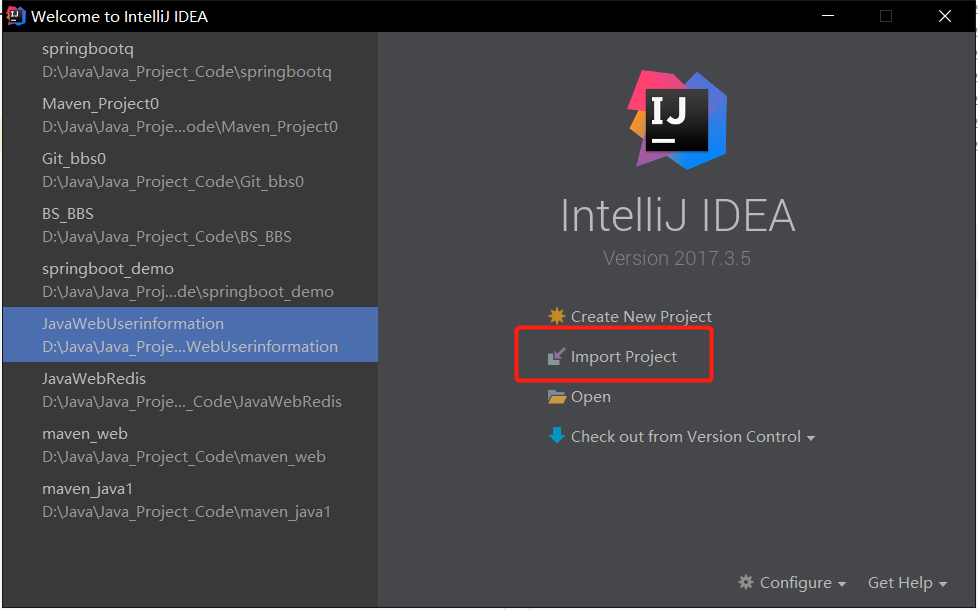 Welcome to IntelliJ IDEA
springbootq
D:\Java\Java_Project_Code\springbootq
Maven_Project0
D:\Java\Java_Proje...ode\Maven_Project0
Git_bbs0
D:\Java\Java_Project_Code\Git_bbs0
BS_BBS
D:\Java\Java_Project_Code\BS_BBS
springboot_demo
D:\Java\Java_Proj...de\springboot_demo
JavaWebUserinformation
D:\Java\Java_Proje...WebUserinformation
JavaWebRedis
D:\Java\Java_Proje..._Code\JavaWebRedis
maven_web
D:\Java\Java_Project_Code\maven_web
maven_java1
D:\Java\Java_Project_Code\maven_java1
IJ
IntelliJ IDEA
Version 2017.3.5
Create New Project
Import Project
Open
Check out from Version Control
Configure
Get Help